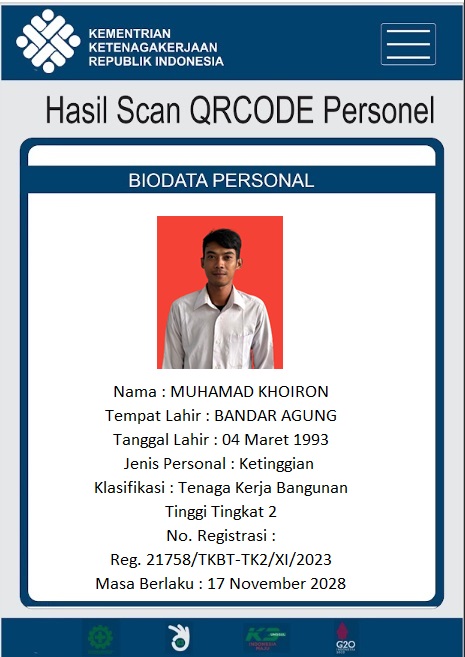 KEMENTRIAN
KETENAGAKERJAAN
REPUBLIK INDONESIA
Hasil Scan QRCODE Personel
BIODATA PERSONAL
Nama : MUHAMAD KHOIRON
Tempat Lahir : BANDAR AGUNG
Tanggal Lahir : 04 Maret 1993
Jenis Personal : Ketinggian
Klasifikasi : Tenaga Kerja Bangunan
Tinggi Tingkat 2
No. Registrasi :
Reg. 21758/TKBT-TK2/XI/2023
Masa Berlaku : 17 November 2028
G20